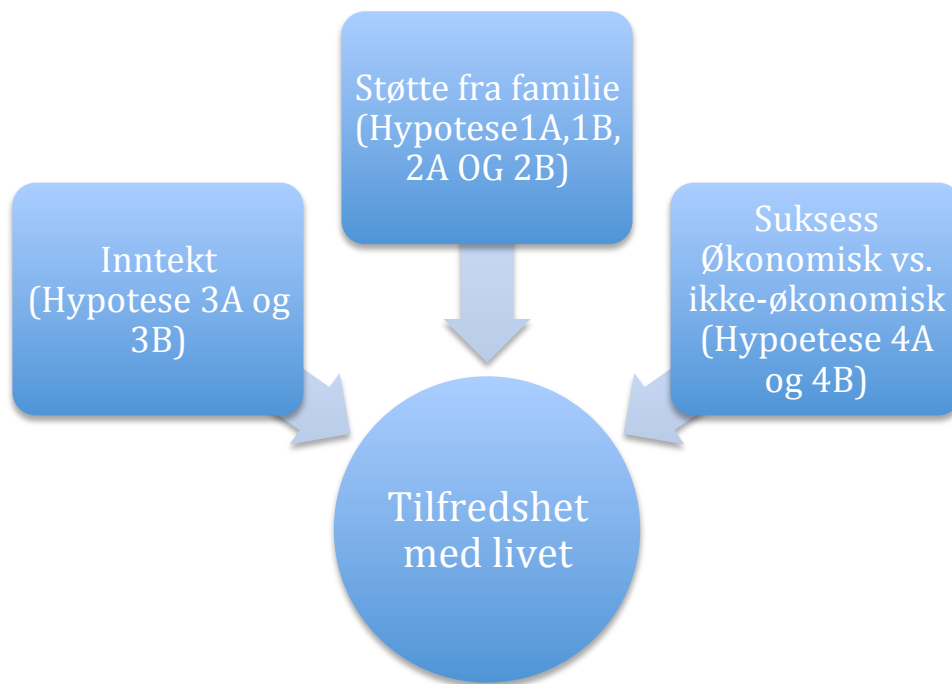 Støtte fra familie
(Hypotese1A,1B,
2A OG 2B)
Inntekt
(Hypotese 3A og
3B)
Suksess
Økonomisk vs.
ikke-økonomisk
(Hypoetese 4A
og 4B)
Tilfredshet
med livet